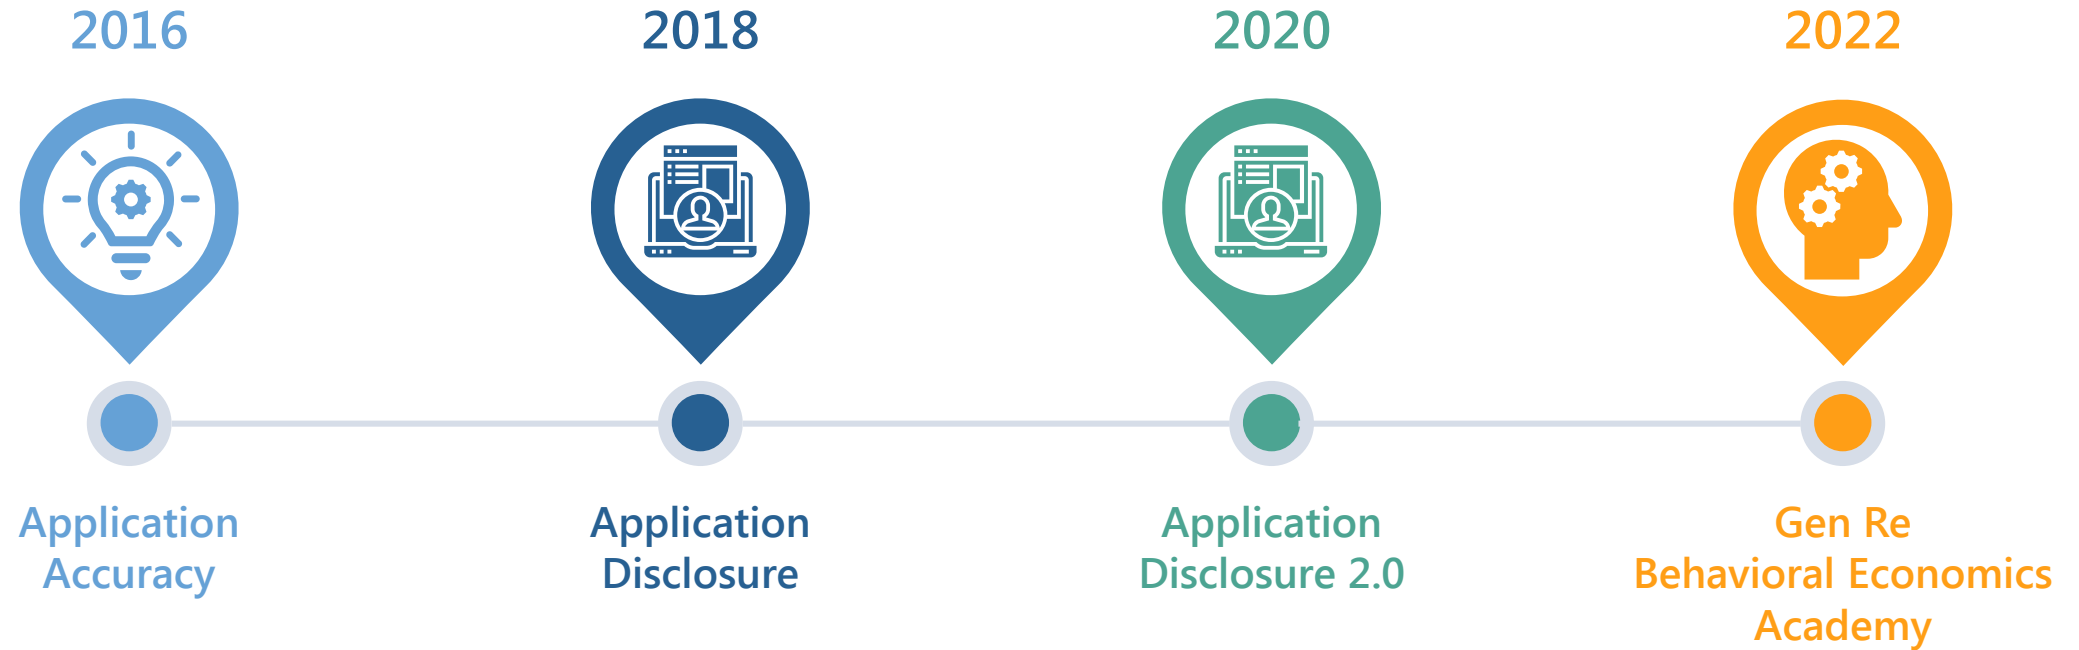 2016
2018
2020
2022
Application
Accuracy
Application
Disclosure
Application
Disclosure 2.0
Gen Re
Behavioral Economics
Academy